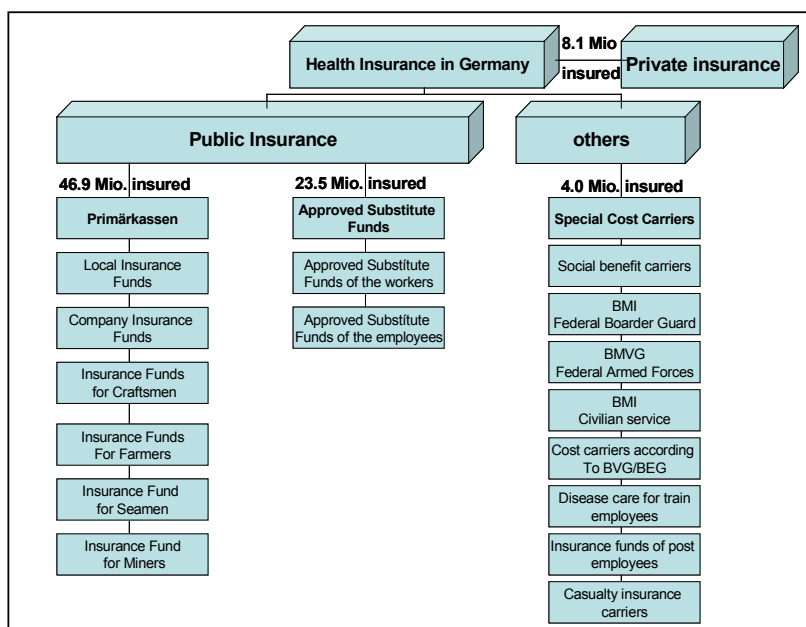 Health Insurance in Germany
8.1 Mio
insured
Private insurance
Public Insurance
others
46.9 Mio. insured
23.5 Mio. insured
4.0 Mio. insured
Primärkassen
Local Insurance
Funds
Company Insurance
Funds
Insurance Funds
for Craftsmen
Insurance Funds
For Farmers
Insurance Fund
for Seamen
Insurance Fund
for Miners
Approved Substitute
Funds
Approved Substítute
Funds of the workers
Approved Substítute
Funds of the employees
Special Cost Carriers
Social benefit carriers
BMI
Federal Boarder Guard
BMVG
Federal Armed Forces
BMI
Civilian service
Cost carriers according
To BVG/BEG
Disease care for train
employees
Insurance funds of post
employees
Casualty insurance
carriers